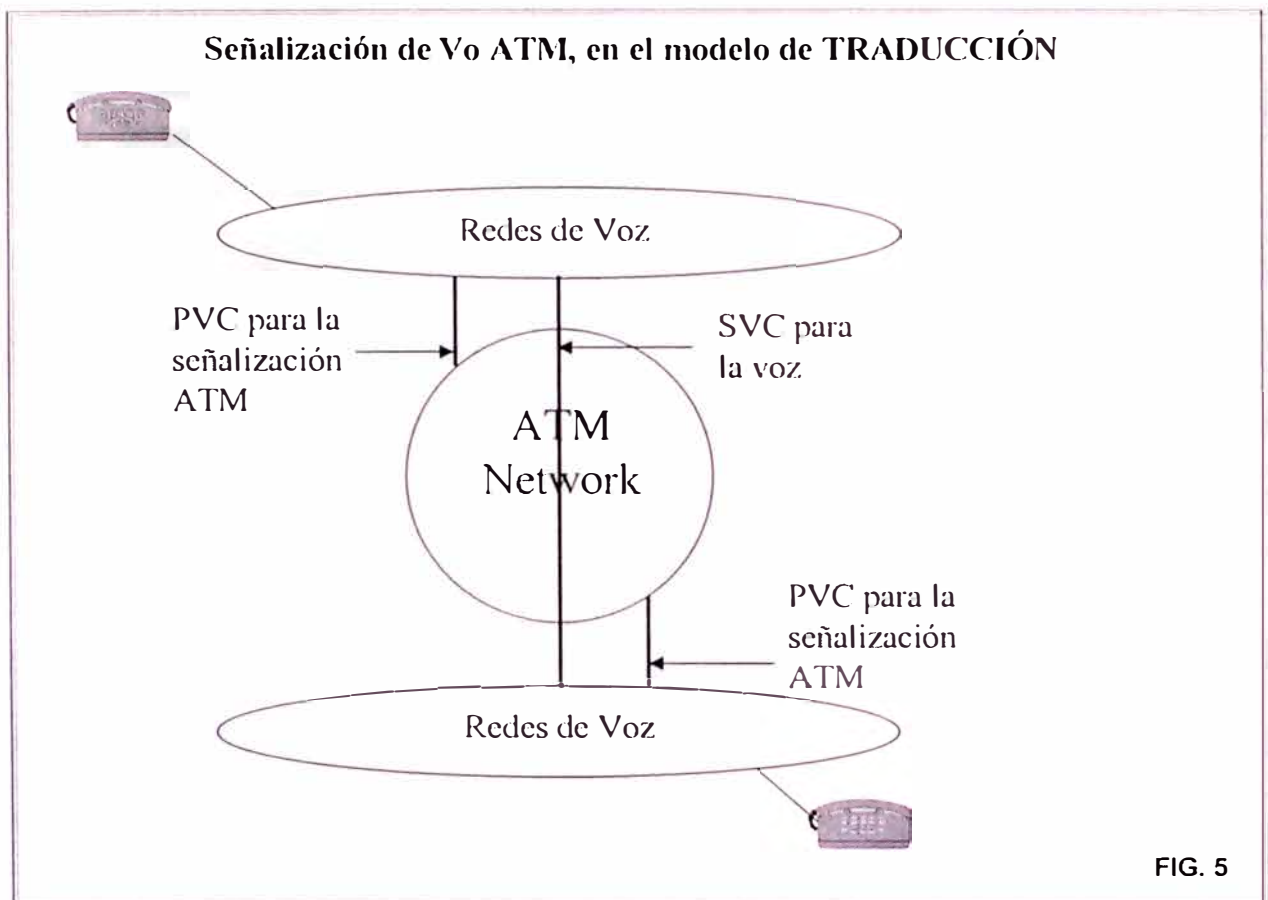 Señalización de Vo ATM, en el modelo de TRADUCCIÓN
Redes de Voz
PVC para la
señalización
ATM
SVC para
la voz
ATM
Network
PVC para la
señalización
ATM
Redes de Voz
FIG. 5